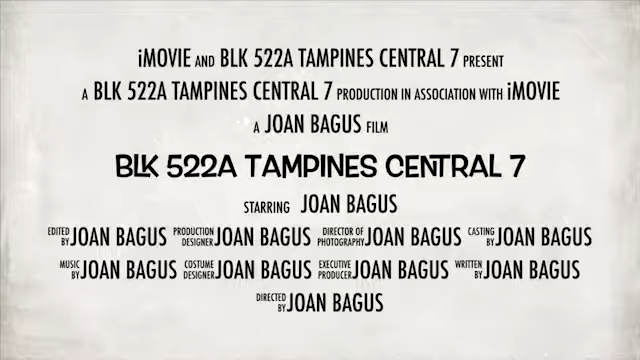 iMOVIE AND BLK 522A TAMPINES CENTRAL 7 PRESENT
A BLK 522A TAMPINES CENTRAL 7 PRODUCTION IN ASSOCIATION WITH iMOVIE
A JOAN BAGUS FILM
BLK 522A TAMPINES CENTRAL 7
STARRING JOAN BAGUS
EDITED BY JOAN BAGUS PRODUCTION DESIGNER JOAN BAGUS DIRECTOR OF PHOTOGRAPHY JOAN BAGUS CASTING BY JOAN BAGUS
MUSIC BY JOAN BAGUS COSTUME DESIGNER JOAN BAGUS EXECUTIVE PRODUCER JOAN BAGUS WRITTEN BY JOAN BAGUS
DIRECTED BY JOAN BAGUS